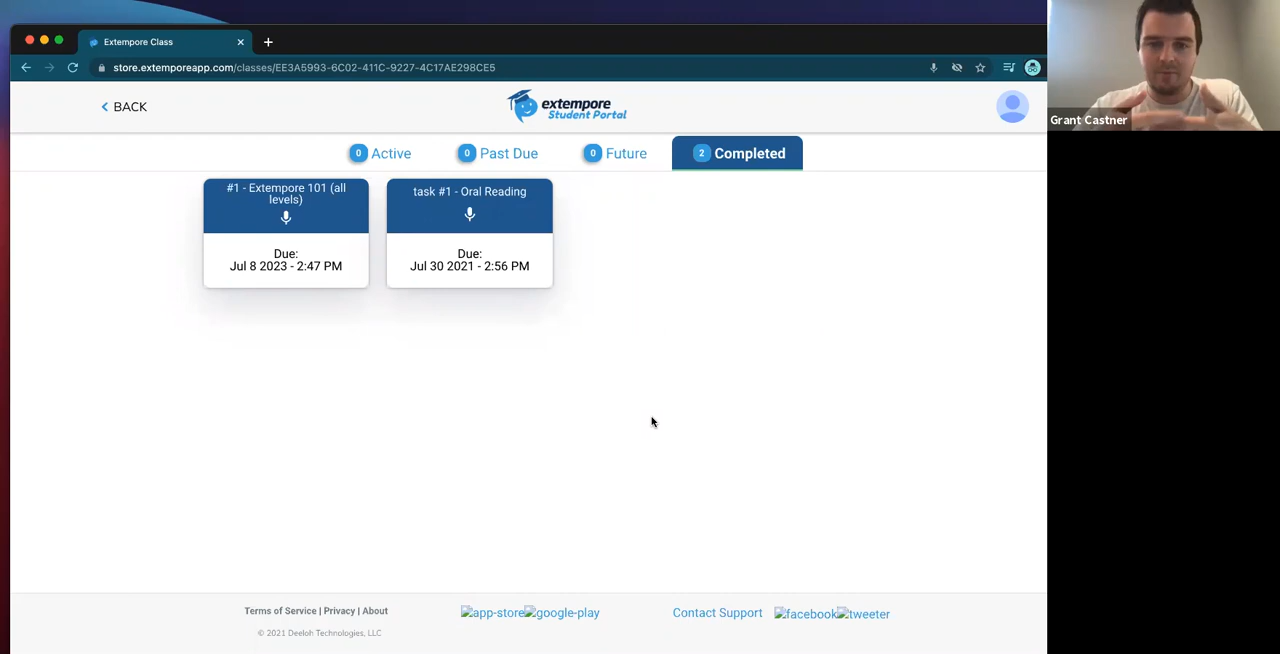 Extempore Class
store.extemporeapp.com/classes/EE3A5993-6C02-411C-9227-4C17AE298CE5
BACK
extempore
Student Portal
0 Active
0 Past Due
0 Future
2 Completed
#1 - Extempore 101 (all
levels)
Due:
Jul 8 2023 - 2:47 PM
task #1 - Oral Reading
Due:
Jul 30 2021 - 2:56 PM
Grant Castner
Terms of Service | Privacy | About
© 2021 Deeloh Technologies, LLC
app-store
google-play
Contact Support
facebook
tweeter